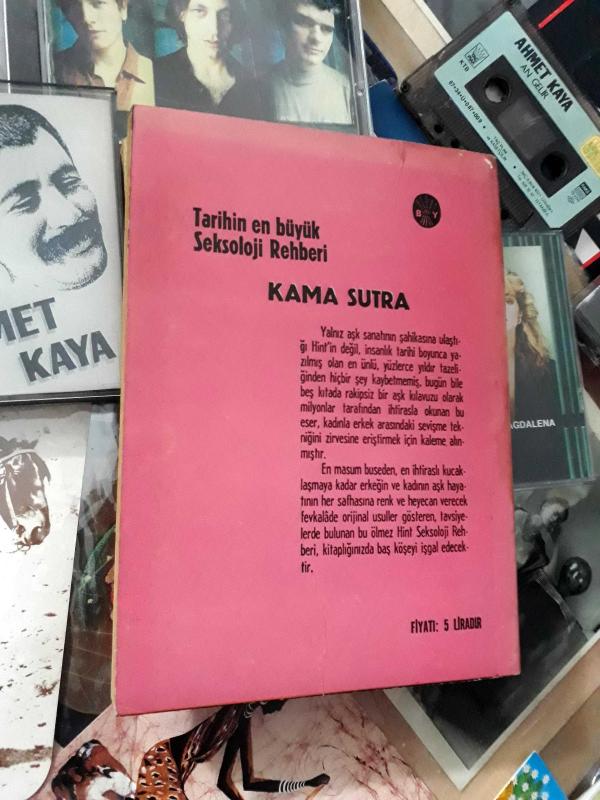 AHMET KAYA
AN GELİR
KTB
Tarihin en büyük
Seksoloji Rehberi
B Y
KAMA SUTRA
Yalnız aşk sanatının şahikasına ulaştı-
ğı Hint'in değil, insanlık tarihi boyunca ya-
zılmış olan en ünlü, yüzlerce yıldır tazeli-
ğinden hiçbir şey kaybetmemiş, bugün bile
beş kıtada rakipsiz bir aşk kılavuzu olarak
milyonlar tarafından ihtirasla okunan bu
eser, kadınla erkek arasındaki sevişme tek-
niğini zirvesine eriştirmek için kaleme alın-
mıştır.
En masum buseden, en ihtiraslı kucak-
laşmaya kadar erkeğin ve kadının aşk haya-
tının her safhasına renk ve heyecan verecek
fevkalâde orijinal usuller gösteren, tavsiye-
lerde bulunan bu ölmez Hint Seksoloji Reh-
beri, kitaplığınızda baş köşeyi işgal edecek-
tir.
FİYATI: 5 LİRADIR
MET
KAYA
AGDALENA